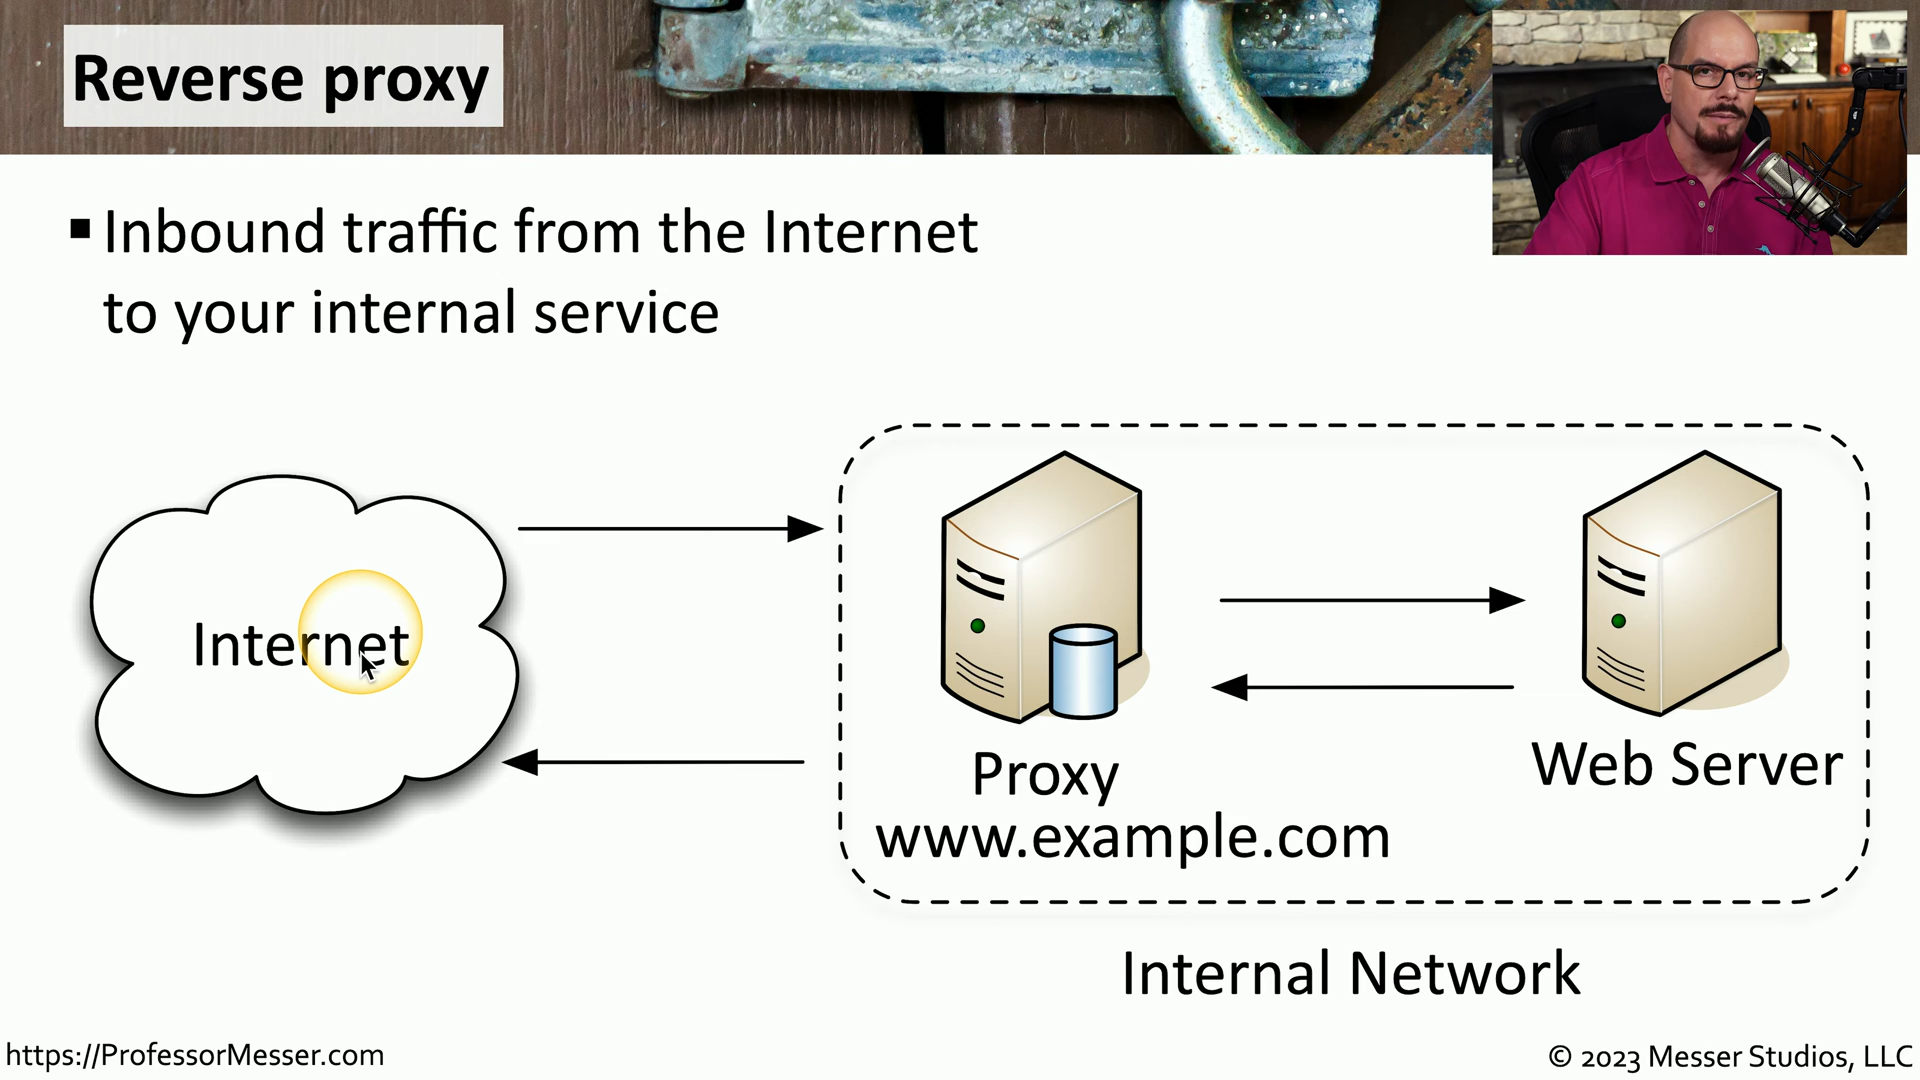 Reverse proxy
Inbound traffic from the Internet
to your internal service
Internet
Proxy
www.example.com
Web Server
Internal Network
https://ProfessorMesser.com
© 2023 Messer Studios, LLC